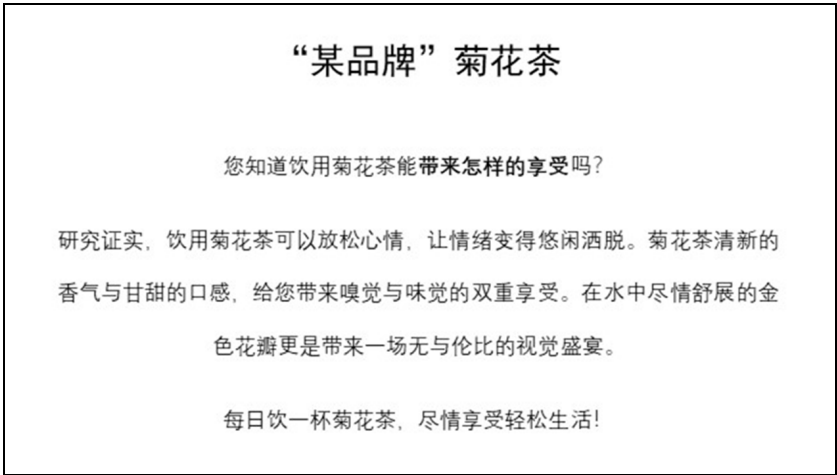 “某品牌”菊花茶
您知道饮用菊花茶能带来怎样的享受吗？
研究证实，饮用菊花茶可以放松心情，让情绪变得悠闲洒脱。菊花茶清新的
香气与甘甜的口感，给您带来嗅觉与味觉的双重享受。在水中尽情舒展的金
色花瓣更是带来一场无与伦比的视觉盛宴。
每日饮一杯菊花茶，尽情享受轻松生活！